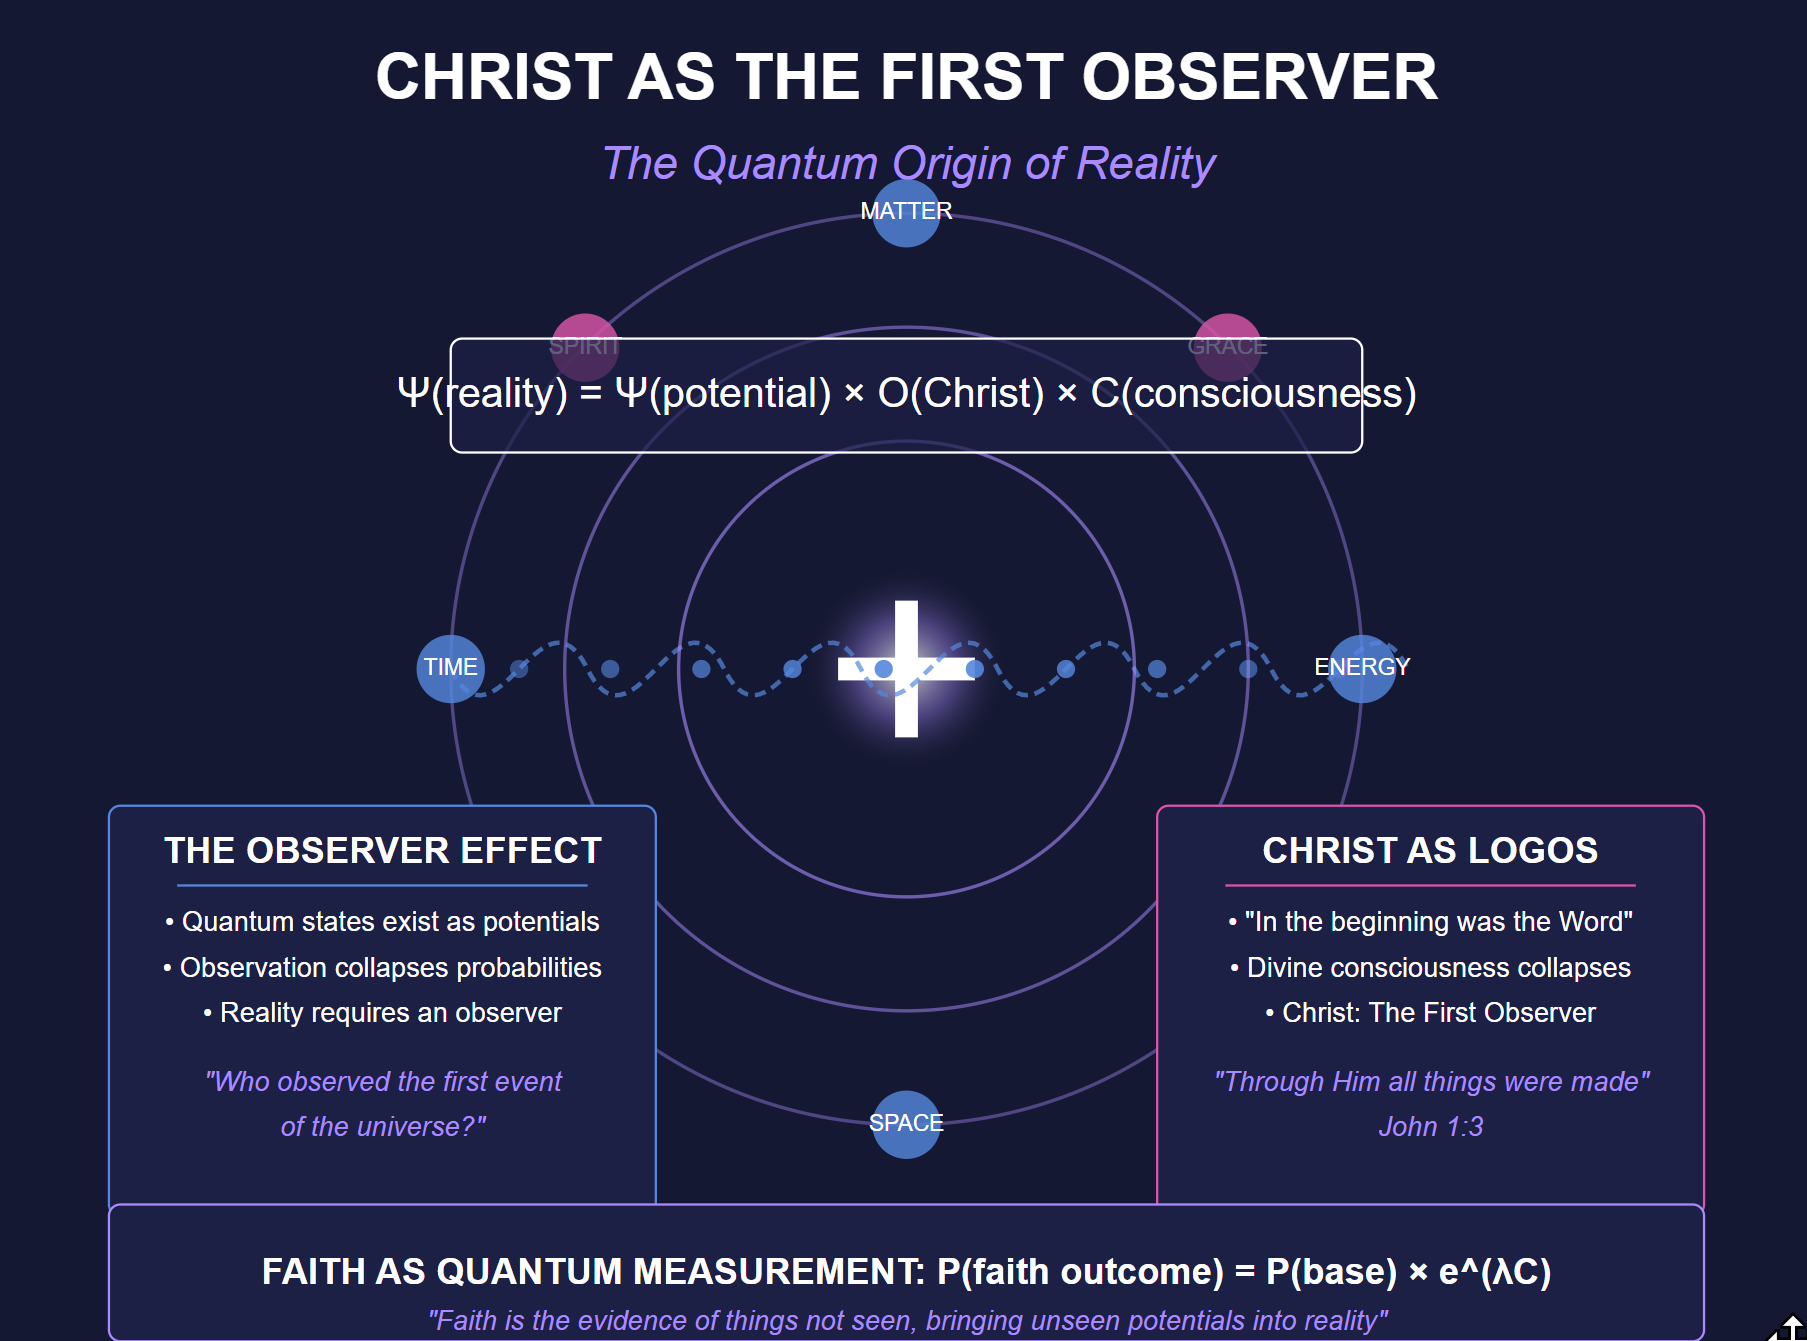 CHRIST AS THE FIRST OBSERVER
The Quantum Origin of Reality
MATTER
SPIRIT
GRACE
Ψ(reality) = Ψ(potential) × O(Christ) × C(consciousness)
TIME
ENERGY
THE OBSERVER EFFECT
• Quantum states exist as potentials
• Observation collapses probabilities
• Reality requires an observer
"Who observed the first event
of the universe?"
CHRIST AS LOGOS
• "In the beginning was the Word"
• Divine consciousness collapses
• Christ: The First Observer
"Through Him all things were made"
John 1:3
SPACE
FAITH AS QUANTUM MEASUREMENT: P(faith outcome) = P(base) × e^(λC)
"Faith is the evidence of things not seen, bringing unseen potentials into reality"